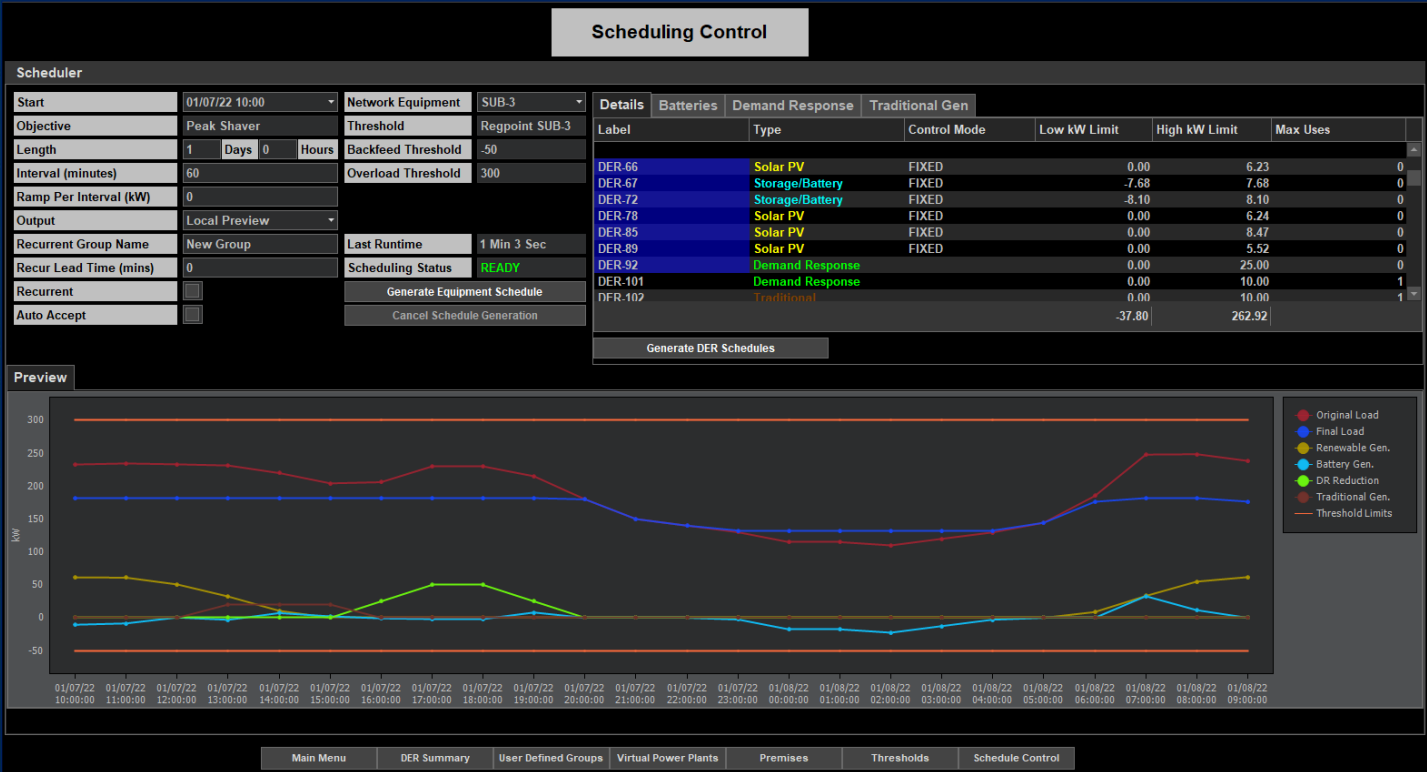 Scheduling Control
Scheduler
Start 01/07/22 10:00 Network Equipment SUB-3
Objective Peak Shaver Threshold Regpoint SUB-3
Length 1 Days 0 Hours Backfeed Threshold -50
Interval (minutes) 60 Overload Threshold 300
Ramp Per Interval (kW) 0
Output Local Preview
Recurrent Group Name New Group Last Runtime 1 Min 3 Sec
Recur Lead Time (mins) 0 Scheduling Status READY
Recurrent Generate Equipment Schedule
Auto Accept Cancel Schedule Generation
Details Batteries Demand Response Traditional Gen
Label Type Control Mode Low kW Limit High kW Limit Max Uses
DER-66 Solar PV FIXED 0.00 6.23 0
DER-67 Storage/Battery FIXED -7.68 7.68 0
DER-72 Storage/Battery FIXED -8.10 8.10 0
DER-78 Solar PV FIXED 0.00 6.24 0
DER-85 Solar PV FIXED 0.00 8.47 0
DER-89 Solar PV FIXED 0.00 5.52 0
DER-92 Demand Response 0.00 25.00 0
DER-101 Demand Response 0.00 10.00 1
DER-102 Traditional 0.00 10.00 1
-37.80 262.92
Generate DER Schedules
Preview
300
250
200
150
100
50
0
-50
kW
01/07/22 01/07/22 01/07/22 01/07/22 01/07/22 01/07/22 01/07/22 01/07/22 01/07/22 01/07/22 01/07/22 01/07/22 01/07/22 01/07/22 01/08/22 01/08/22 01/08/22 01/08/22 01/08/22 01/08/22 01/08/22 01/08/22 01/08/22 01/08/22
10:00:00 11:00:00 12:00:00 13:00:00 14:00:00 15:00:00 16:00:00 17:00:00 18:00:00 19:00:00 20:00:00 21:00:00 22:00:00 23:00:00 00:00:00 01:00:00 02:00:00 03:00:00 04:00:00 05:00:00 06:00:00 07:00:00 08:00:00 09:00:00
Original Load
Final Load
Renewable Gen.
Battery Gen.
DR Reduction
Traditional Gen.
Threshold Limits
Main Menu DER Summary User Defined Groups Virtual Power Plants Premises Thresholds Schedule Control